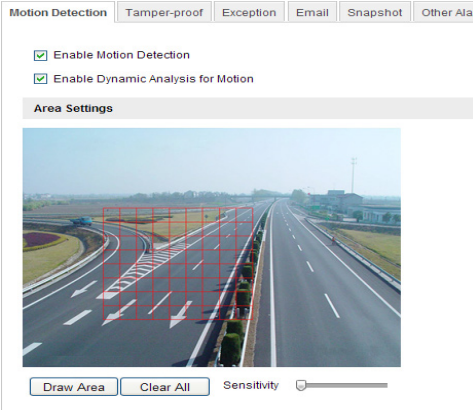 Motion Detection Tamper-proof Exception Email Snapshot Other Ala
Enable Motion Detection
Enable Dynamic Analysis for Motion
Area Settings
Draw Area Clear All Sensitivity